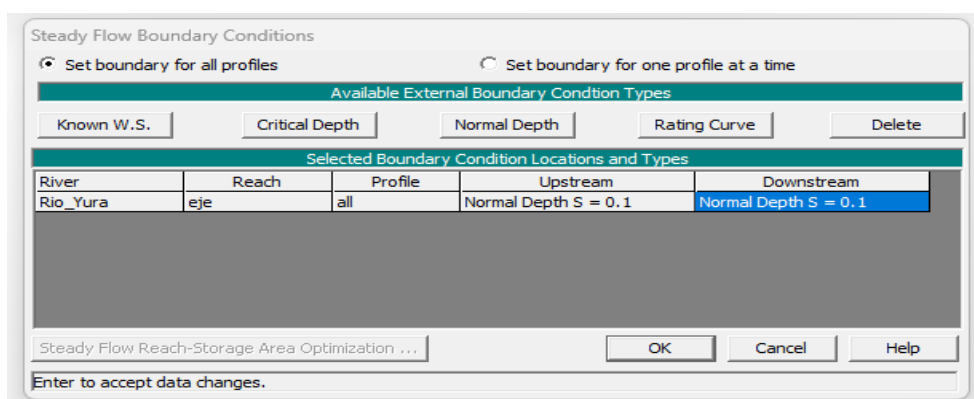 Steady Flow Boundary Conditions
Set boundary for all profiles Set boundary for one profile at a time
Available External Boundary Condtion Types
Known W.S. Critical Depth Normal Depth Rating Curve Delete
Selected Boundary Condition Locations and Types
River Reach Profile Upstream Downstream
Rio_Yura eje all Normal Depth S = 0.1 Normal Depth S = 0.1
Steady Flow Reach-Storage Area Optimization ... OK Cancel Help
Enter to accept data changes.